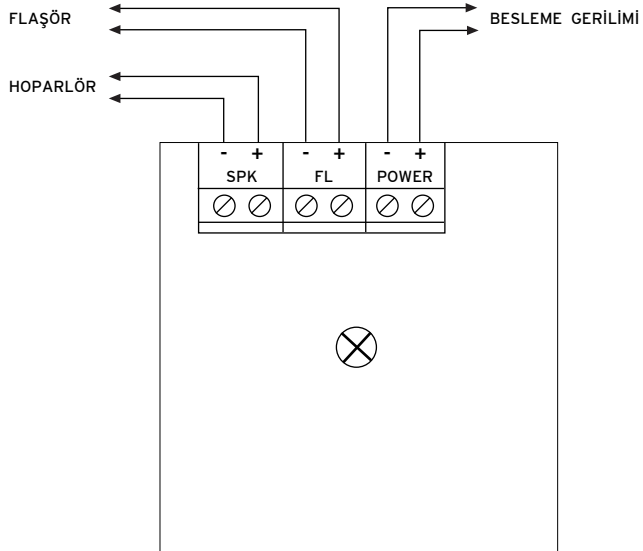 FLAŞÖR
BESLEME GERİLİMİ
HOPARLÖR
- + - + - +
SPK FL POWER